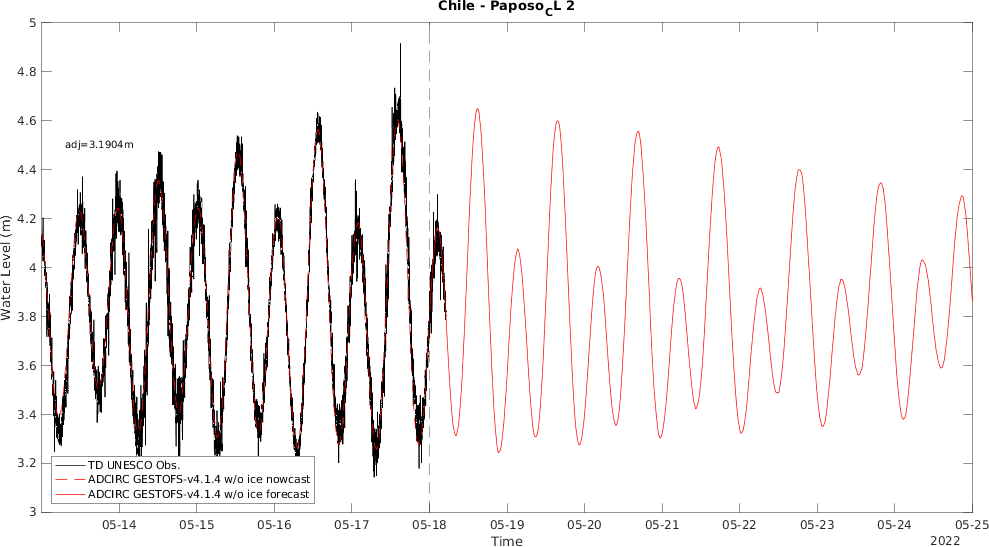 Chile - PaposoCL 2
5
4.8
4.6
adj=3.1904m
4.4
4.2
4
3.8
3.6
3.4
3.2
3
Water Level (m)
TD UNESCO Obs.
ADCIRC GESTOFS-v4.1.4 w/o ice nowcast
ADCIRC GESTOFS-v4.1.4 w/o ice forecast
05-14 05-15 05-16 05-17 05-18 05-19 05-20 05-21 05-22 05-23 05-24 05-25
Time
2022